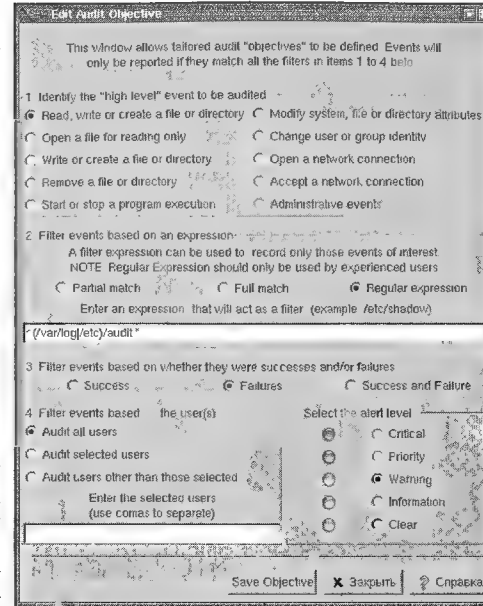 Edit Audit Objective
This window allows tailored audit "objectives" to be defined Events will
only be reported if they match all the filters in items 1 to 4 belo
1 Identify the "high level" event to be audited
Read, write or create a file or directory
Modify system, file or directory attributes
Open a file for reading only
Change user or group identity
Write or create a file or directory
Open a network connection
Remove a file or directory
Accept a network connection
Start or stop a program execution
Administrative events
2 Filter events based on an expression
A filter expression can be used to record only those events of interest
NOTE Regular Expression should only be used by experienced users
Partial match
Full match
Regular expression
Enter an expression that will act as a filter (example /etc/shadow)
(/var/log|/etc)/audit*
3 Filter events based on whether they were successes and/or failures
Success
Failures
Success and Failure
4 Filter events based the user(s)
Select the alert level
Audit all users
Critical
Audit selected users
Priority
Audit users other than those selected
Warning
Enter the selected users
Information
(use comas to separate)
Clear
Save Objective
Закрыть
Справка